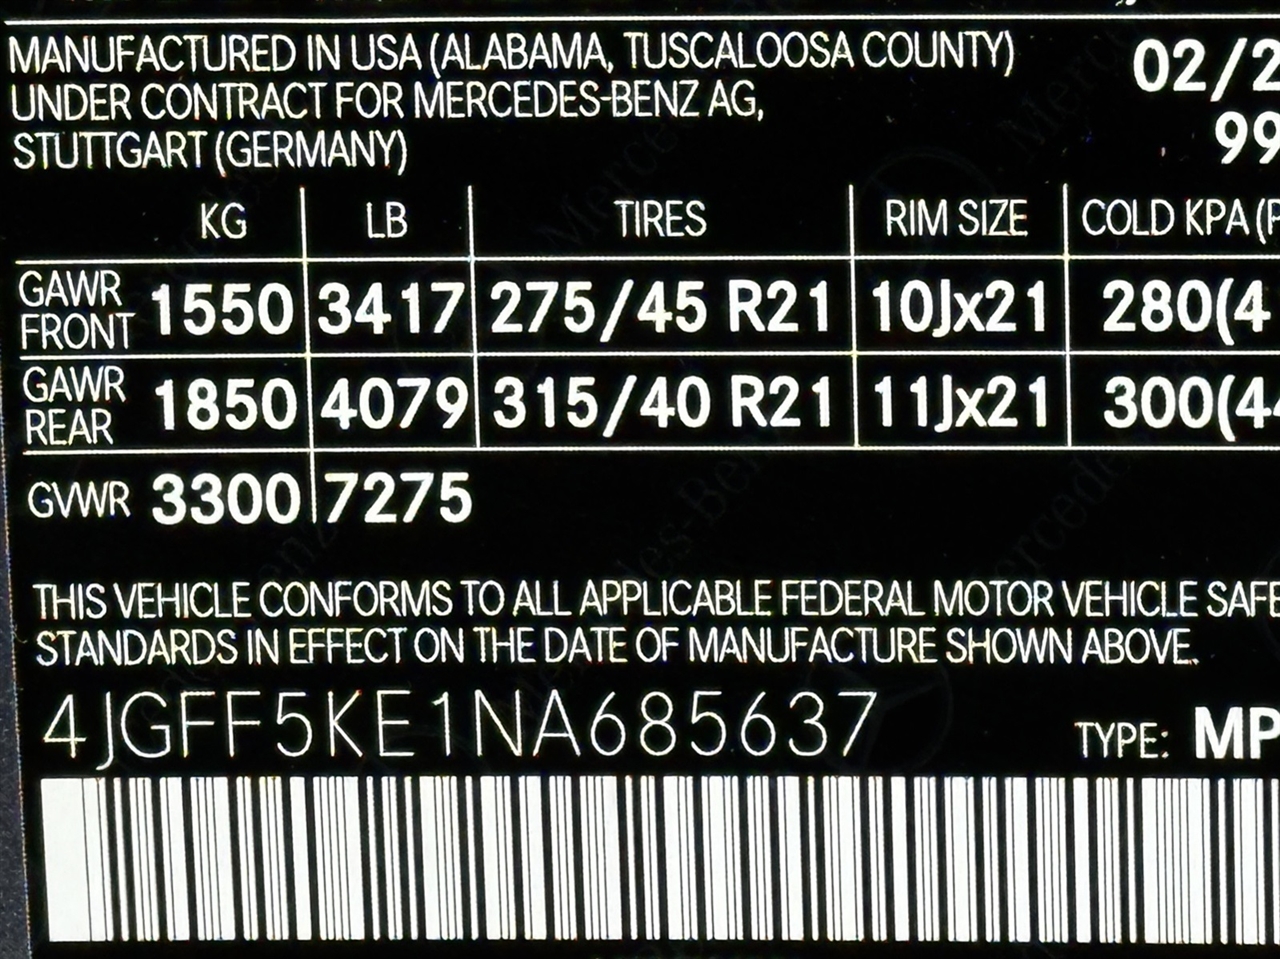 MANUFACTURED IN USA (ALABAMA, TUSCALOOSA COUNTY) 02/2
UNDER CONTRACT FOR MERCEDES-BENZ AG, 99
STUTTGART (GERMANY)
KG LB TIRES RIM SIZE COLD KPA (P
GAWR FRONT 1550 3417 275/45 R21 10Jx21 280(4
GAWR REAR 1850 4079 315/40 R21 11Jx21 300(44
GVWR 3300 7275
THIS VEHICLE CONFORMS TO ALL APPLICABLE FEDERAL MOTOR VEHICLE SAFE
STANDARDS IN EFFECT ON THE DATE OF MANUFACTURE SHOWN ABOVE.
4JGFF5KE1NA685637 TYPE: MP